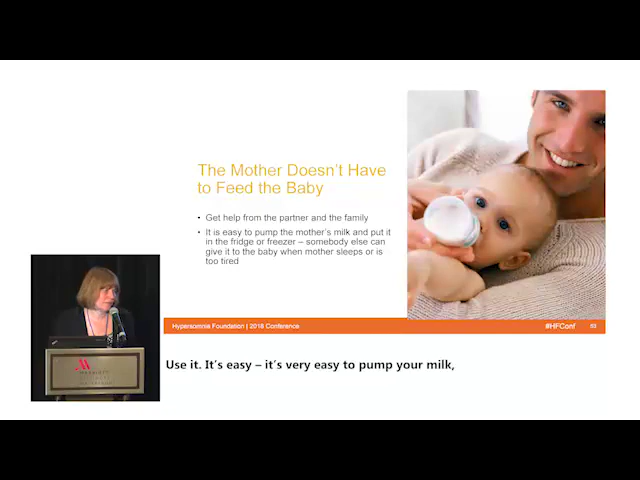 The Mother Doesn't Have
to Feed the Baby
• Get help from the partner and the family
• It is easy to pump the mother's milk and put it
in the fridge or freezer – somebody else can
give it to the baby when mother sleeps or is
too tired
Hypersomnia Foundation | 2018 Conference
#HFConf
53
MARRIOTT
Use it. It's easy – it's very easy to pump your milk,